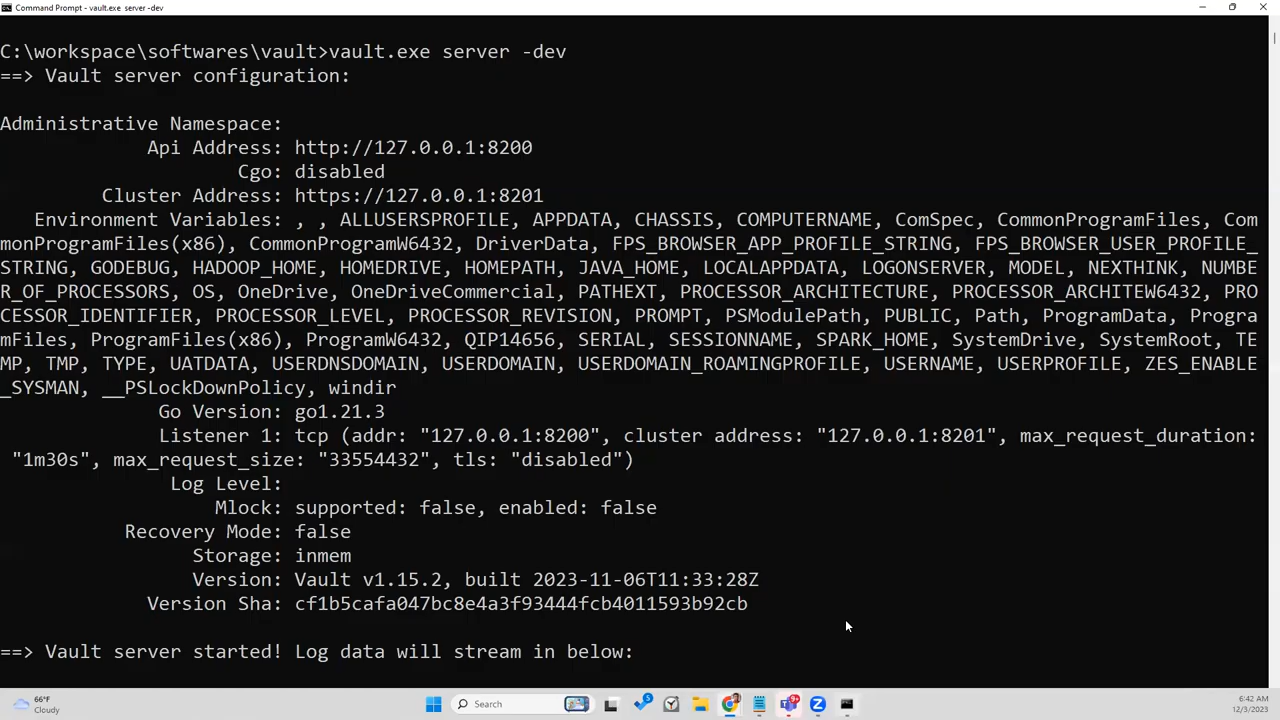 Command Prompt - vault.exe server -dev
C:\workspace\softwares\vault>vault.exe server -dev
==> Vault server configuration:
Administrative Namespace:
Api Address: http://127.0.0.1:8200
Cgo: disabled
Cluster Address: https://127.0.0.1:8201
Environment Variables: , , ALLUSERSPROFILE, APPDATA, CHASSIS, COMPUTERNAME, ComSpec, CommonProgramFiles, Com
monProgramFiles(x86), CommonProgramW6432, DriverData, FPS_BROWSER_APP_PROFILE_STRING, FPS_BROWSER_USER_PROFILE_
STRING, GODEBUG, HADOOP_HOME, HOMEDRIVE, HOMEPATH, JAVA_HOME, LOCALAPPDATA, LOGONSERVER, MODEL, NEXTHINK, NUMBE
R_OF_PROCESSORS, OS, OneDrive, OneDriveCommercial, PATHEXT, PROCESSOR_ARCHITECTURE, PROCESSOR_ARCHITEW6432, PRO
CESSOR_IDENTIFIER, PROCESSOR_LEVEL, PROCESSOR_REVISION, PROMPT, PSModulePath, PUBLIC, Path, ProgramData, Progra
mFiles, ProgramFiles(x86), ProgramW6432, QIP14656, SERIAL, SESSIONNAME, SPARK_HOME, SystemDrive, SystemRoot, TE
MP, TMP, TYPE, UATDATA, USERDNSDOMAIN, USERDOMAIN, USERDOMAIN_ROAMINGPROFILE, USERNAME, USERPROFILE, ZES_ENABLE
_SYSMAN, __PSLockDownPolicy, windir
Go Version: go1.21.3
Listener 1: tcp (addr: "127.0.0.1:8200", cluster address: "127.0.0.1:8201", max_request_duration:
"1m30s", max_request_size: "33554432", tls: "disabled")
Log Level:
Mlock: supported: false, enabled: false
Recovery Mode: false
Storage: inmem
Version: Vault v1.15.2, built 2023-11-06T11:33:28Z
Version Sha: cf1b5cafa047bc8e4a3f93444fcb4011593b92cb
==> Vault server started! Log data will stream in below:
66°F
Cloudy
Search
5
9+
6:42 AM
12/3/2023